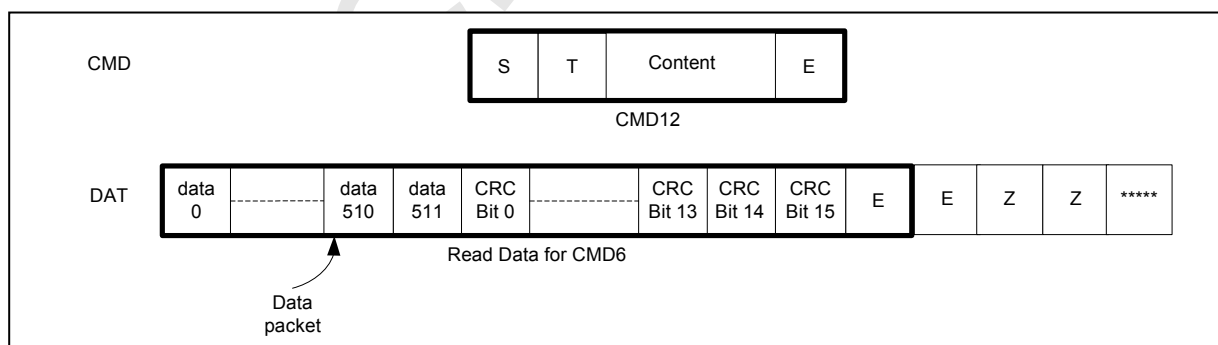 CMD
S T Content E
CMD12
DAT
data 0 data 510 data 511 CRC Bit 0 CRC Bit 13 CRC Bit 14 CRC Bit 15 E E Z Z *****
Read Data for CMD6
Data
packet